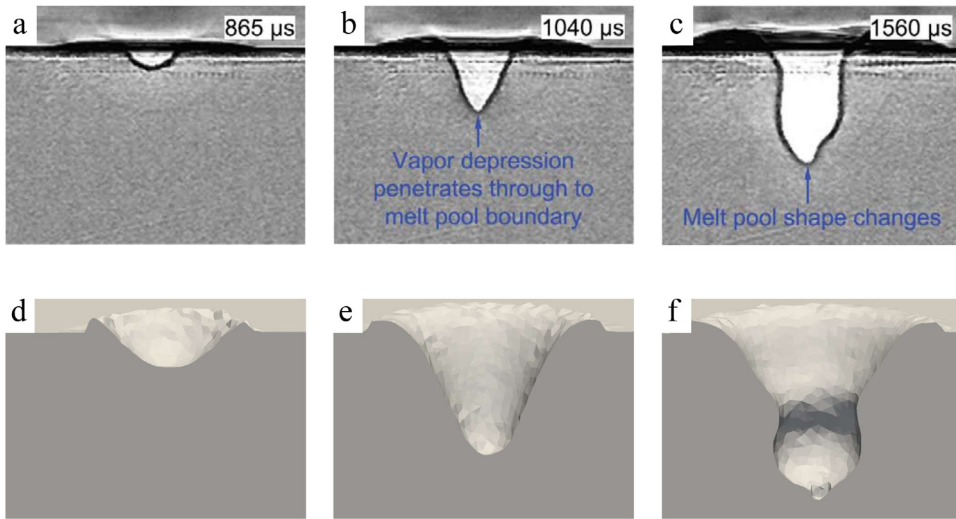 a
865 μs
b
1040 μs
Vapor depression
penetrates through to
melt pool boundary
c
1560 μs
Melt pool shape changes
d
e
f